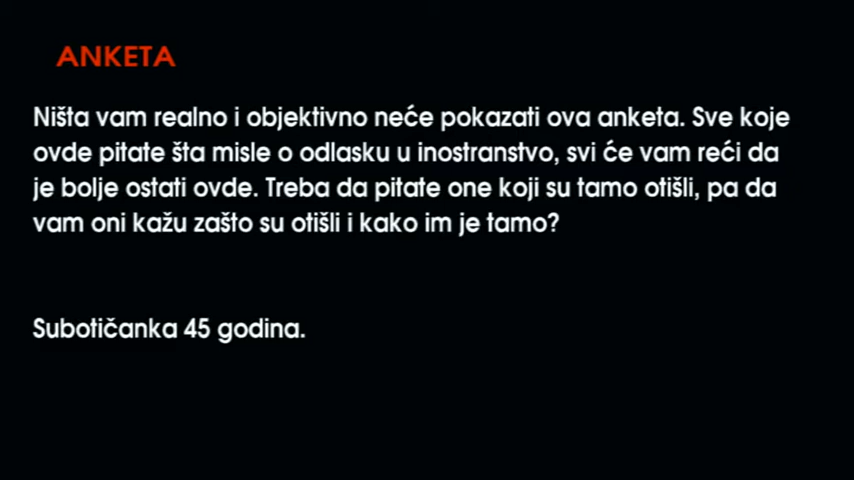 ANKETA
Ništa vam realno i objektivno neće pokazati ova anketa. Sve koje
ovde pitate šta misle o odlasku u inostranstvo, svi će vam reći da
je bolje ostati ovde. Treba da pitate one koji su tamo otišli, pa da
vam oni kažu zašto su otišli i kako im je tamo?
Subotičanka 45 godina.